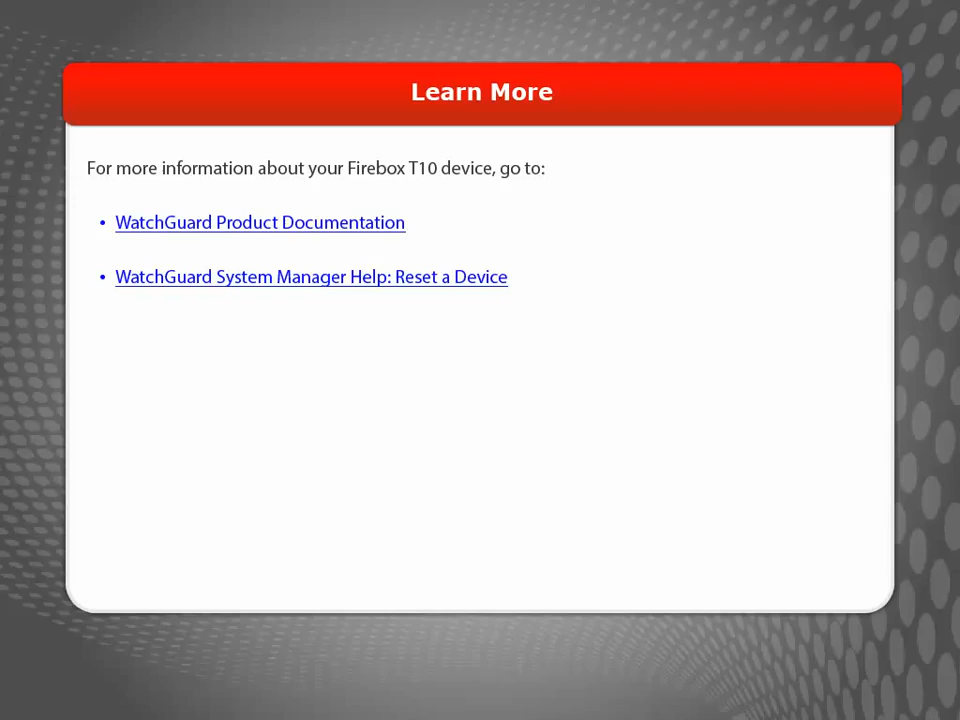 Learn More
For more information about your Firebox T10 device, go to:
• WatchGuard Product Documentation
• WatchGuard System Manager Help: Reset a Device